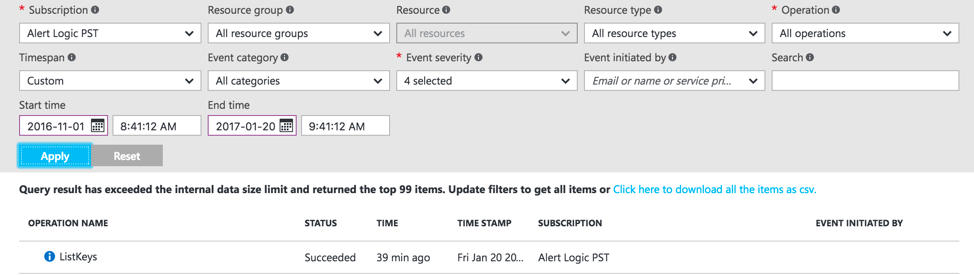 * Subscription Resource group Resource Resource type * Operation
Alert Logic PST All resource groups All resources All resource types All operations
Timespan Event category * Event severity Event initiated by Search
Custom All categories 4 selected Email or name or service pri...
Start time End time
2016-11-01 8:41:12 AM 2017-01-20 9:41:12 AM
Apply Reset
Query result has exceeded the internal data size limit and returned the top 99 items. Update filters to get all items or Click here to download all the items as csv.
OPERATION NAME STATUS TIME TIME STAMP SUBSCRIPTION EVENT INITIATED BY
ListKeys Succeeded 39 min ago Fri Jan 20 20... Alert Logic PST